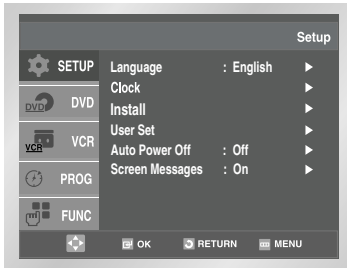 Setup
SETUP
DVD DVD
VCR VCR
PROG
FUNC
Language : English ►
Clock ►
Install ►
User Set ►
Auto Power Off : Off ►
Screen Messages : On ►
OK RETURN MENU